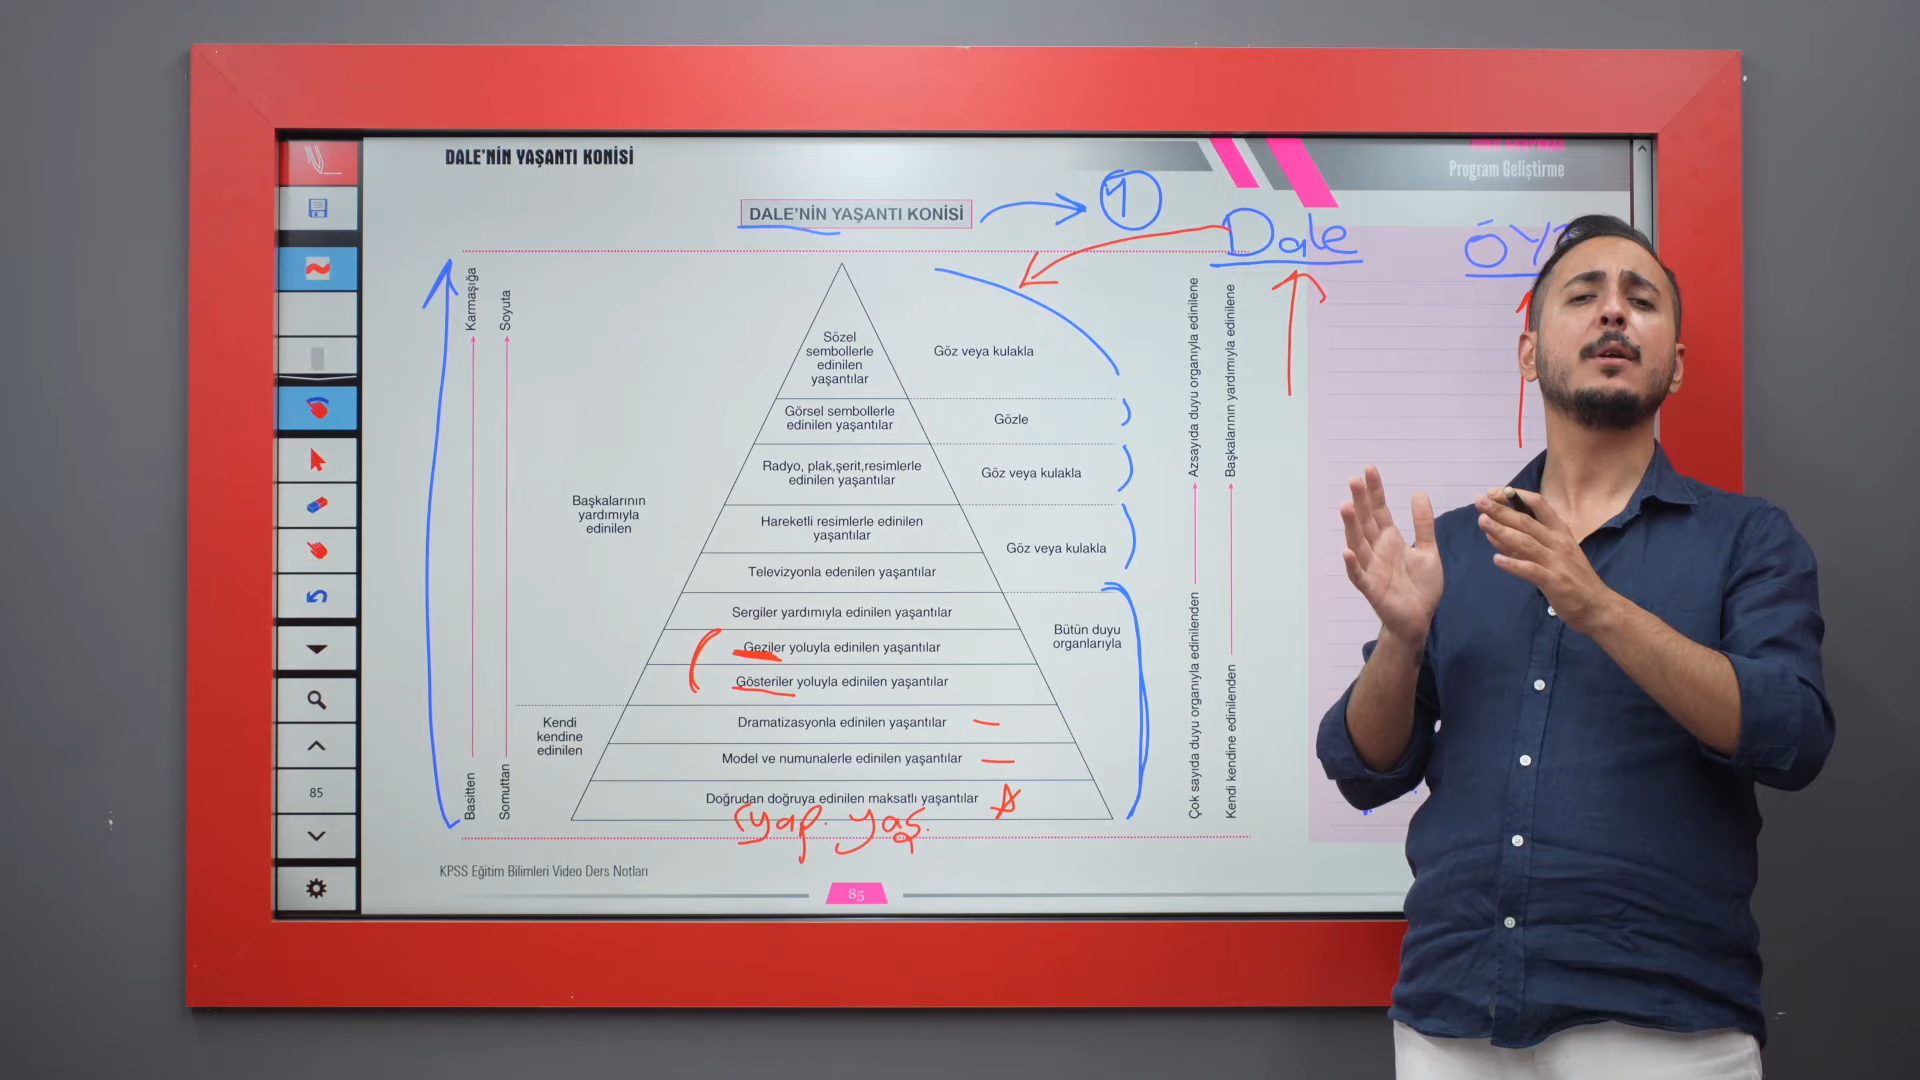 DALE'NİN YAŞANTI KONİSİ
Program Geliştirme
DALE'NİN YAŞANTI KONİSİ
Dale
Karmaşığa
Soyuta
Basitten
Somuttan
Sözel
sembollerle
edinilen
yaşantılar
Göz veya kulakla
Görsel sembollerle
edinilen yaşantılar
Gözle
Radyo, plak,şerit,resimlerle
edinilen yaşantılar
Göz veya kulakla
Başkalarının
yardımıyla
edinilen
Hareketli resimlerle edinilen
yaşantılar
Göz veya kulakla
Televizyonla edenilen yaşantılar
Sergiler yardımıyla edinilen yaşantılar
Bütün duyu
organlarıyla
Geziler yoluyla edinilen yaşantılar
Gösteriler yoluyla edinilen yaşantılar
Kendi
kendine
edinilen
Dramatizasyonla edinilen yaşantılar
Model ve numunalerle edinilen yaşantılar
Doğrudan doğruya edinilen maksatlı yaşantılar
yap. yaş.
Azsayıda duyu organıyla edinilene
Başkalarının yardımıyla edinilene
Çok sayıda duyu organıyla edinilenden
Kendi kendine edinilenden
85
KPSS Eğitim Bilimleri Video Ders Notları
85